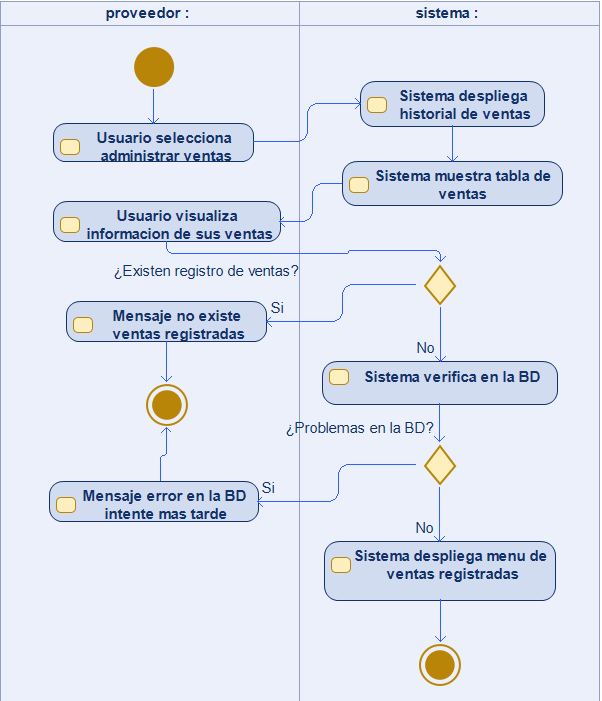 proveedor :
sistema :
Sistema despliega
historial de ventas
Usuario selecciona
administrar ventas
Sistema muestra tabla de
ventas
Usuario visualiza
informacion de sus ventas
¿Existen registro de ventas?
Si
Mensaje no existe
ventas registradas
No
Sistema verifica en la BD
¿Problemas en la BD?
Si
Mensaje error en la BD
intente mas tarde
No
Sistema despliega menu de
ventas registradas